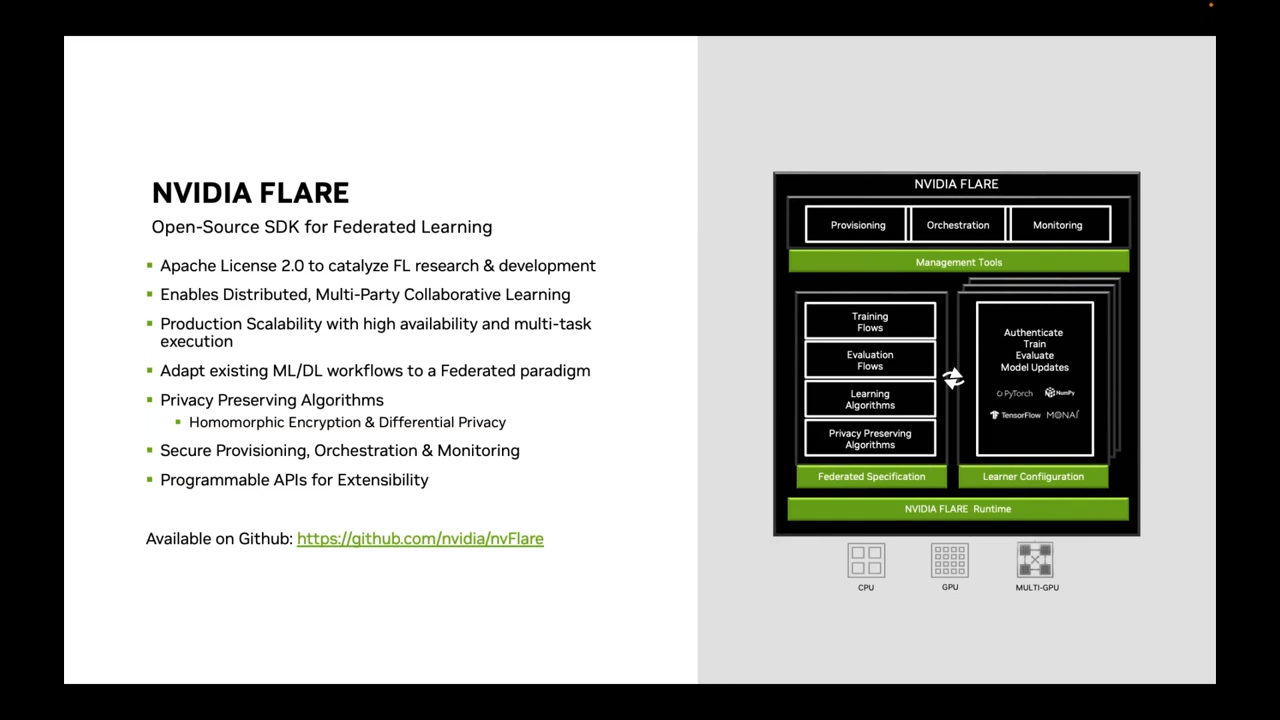 NVIDIA FLARE
Open-Source SDK for Federated Learning
Apache License 2.0 to catalyze FL research & development
Enables Distributed, Multi-Party Collaborative Learning
Production Scalability with high availability and multi-task
execution
Adapt existing ML/DL workflows to a Federated paradigm
Privacy Preserving Algorithms
Homomorphic Encryption & Differential Privacy
Secure Provisioning, Orchestration & Monitoring
Programmable APIs for Extensibility
Available on Github: https://github.com/nvidia/nvFlare
NVIDIA FLARE
Provisioning
Orchestration
Monitoring
Management Tools
Training
Flows
Evaluation
Flows
Learning
Algorithms
Privacy Preserving
Algorithms
Federated Specification
Authenticate
Train
Evaluate
Model Updates
PyTorch
NumPy
TensorFlow
MONAI
Learner Confiiguration
NVIDIA FLARE Runtime
CPU
GPU
MULTI-GPU